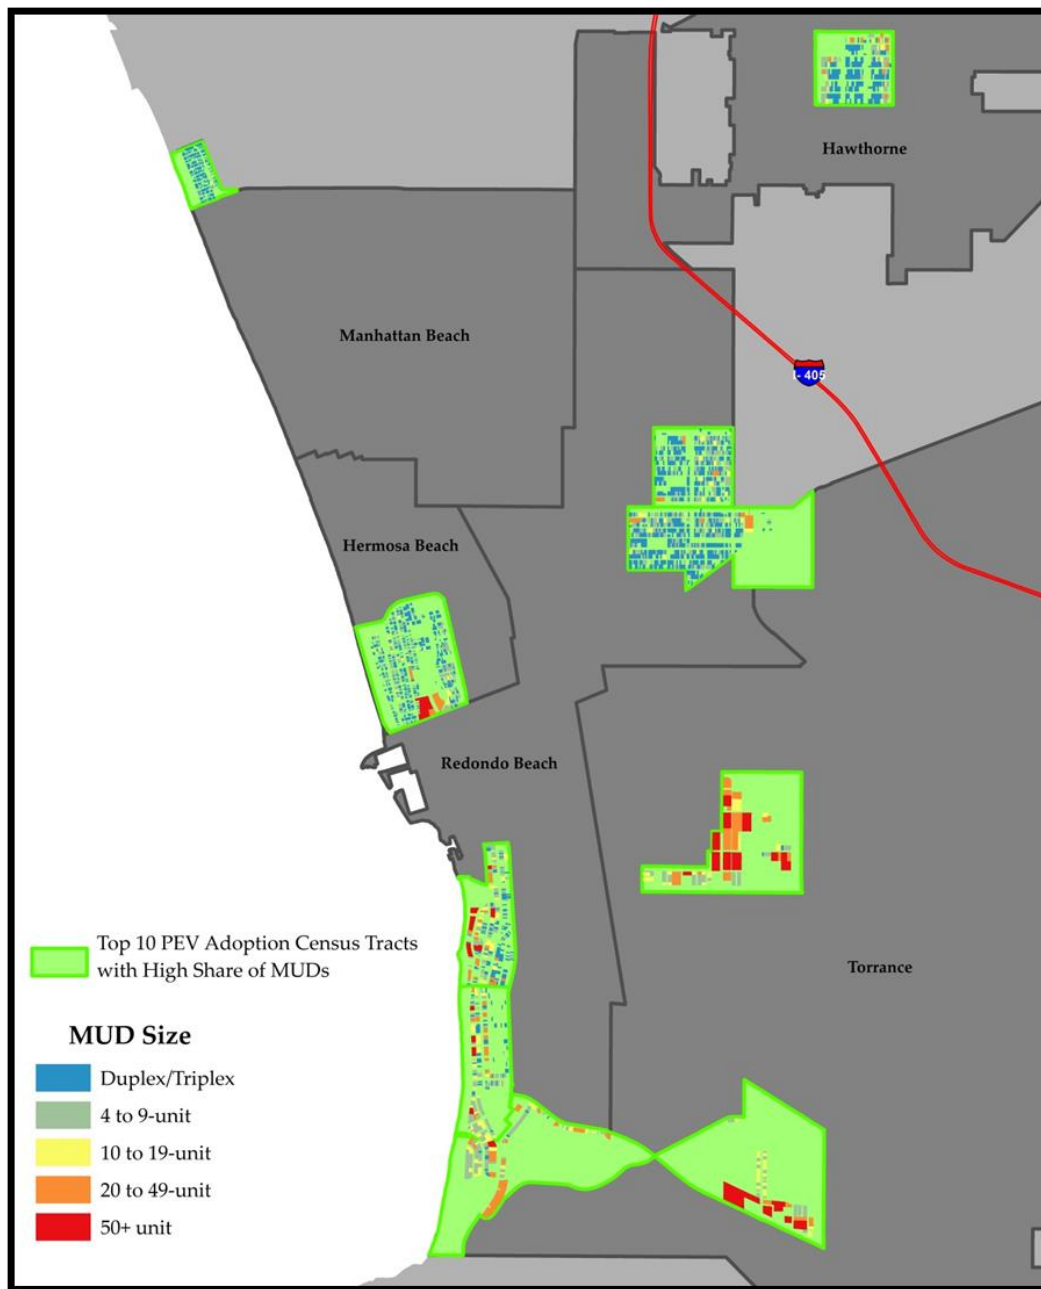 Hawthorne
Manhattan Beach
I-405
Hermosa Beach
Redondo Beach
Torrance
Top 10 PEV Adoption Census Tracts
with High Share of MUDs
MUD Size
Duplex/Triplex
4 to 9-unit
10 to 19-unit
20 to 49-unit
50+ unit